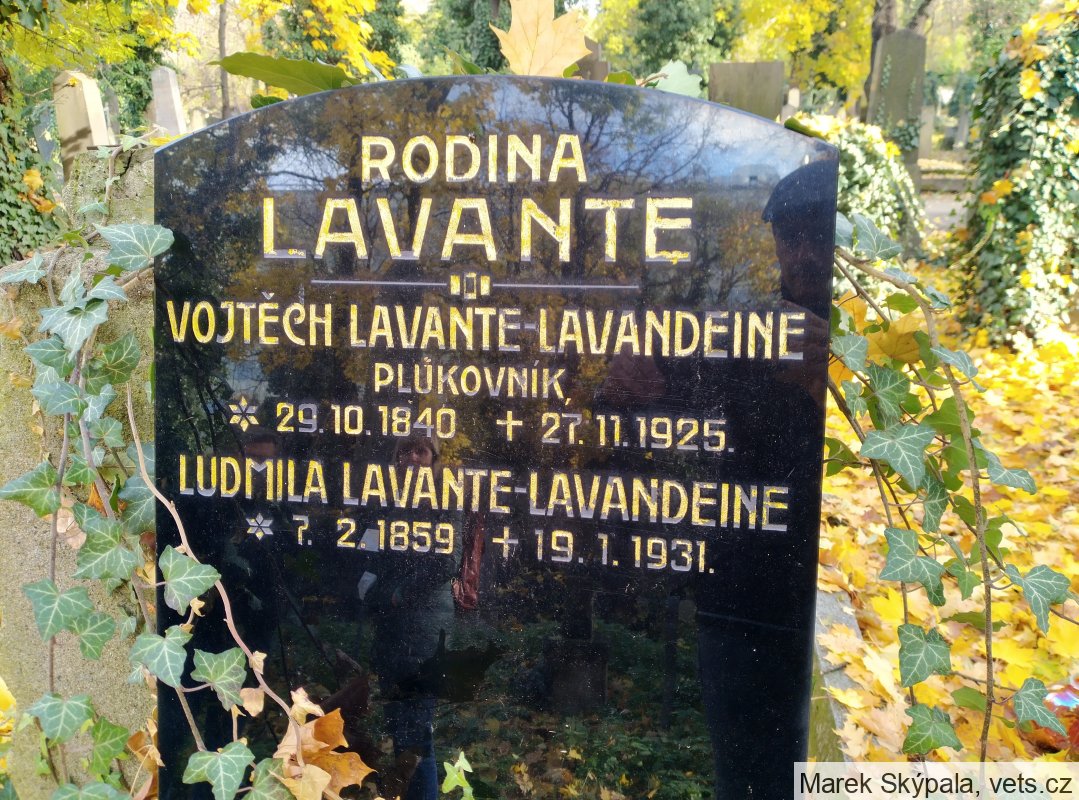 RODINA
LAVANTE
VOJTĚCH LAVANTE-LAVANDEINE
PLŮKOVNÍK,
* 29.10.1840 + 27.11.1925.
LUDMILA LAVANTE-LAVANDEINE
* 7. 2.1859 + 19.1.1931.
Marek Skýpala, vets.cz